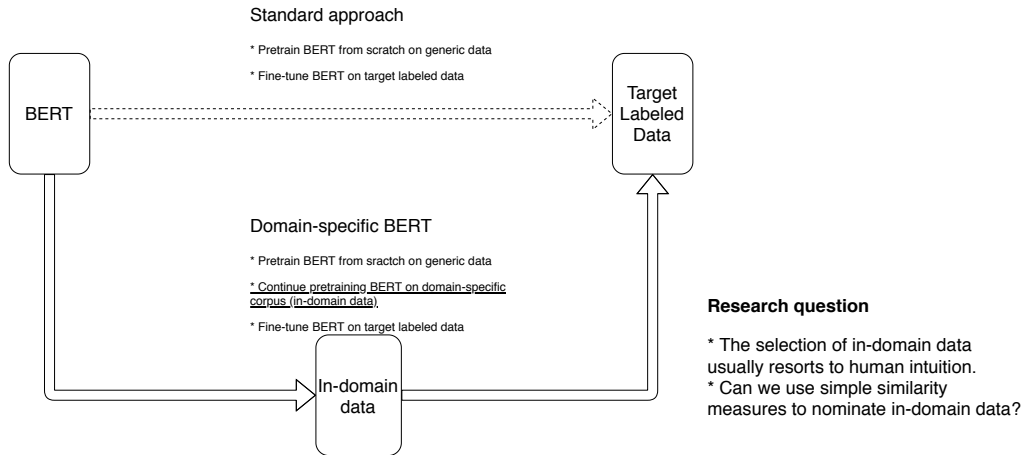 Standard approach
* Pretrain BERT from scratch on generic data
* Fine-tune BERT on target labeled data
BERT
Target
Labeled
Data
Domain-specific BERT
* Pretrain BERT from sractch on generic data
* Continue pretraining BERT on domain-specific
corpus (in-domain data)
* Fine-tune BERT on target labeled data
In-domain
data
Research question
* The selection of in-domain data
usually resorts to human intuition.
* Can we use simple similarity
measures to nominate in-domain data?